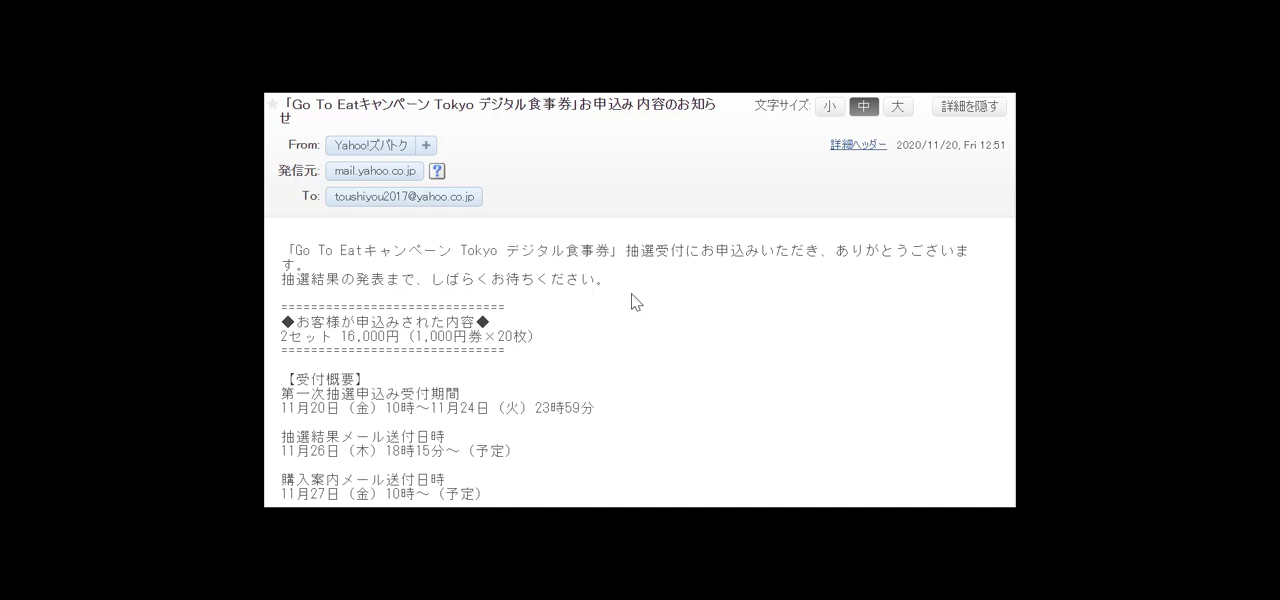 「Go To Eatキャンペーン Tokyo デジタル食事券」お申込み内容のお知ら
せ
文字サイズ: 小 中 大 詳細を隠す
From: Yahoo!ズバトク +
詳細ヘッダー 2020/11/20, Fri 12:51
発信元: mail.yahoo.co.jp ?
To: toushiyou2017@yahoo.co.jp
「Go To Eatキャンペーン Tokyo デジタル食事券」抽選受付にお申込みいただき、ありがとうございま
す。
抽選結果の発表まで、しばらくお待ちください。
==============================
◆お客様が申込みされた内容◆
2セット 16,000円（1,000円券×20枚）
==============================
【受付概要】
第一次抽選申込み受付期間
11月20日（金）10時～11月24日（火）23時59分
抽選結果メール送付日時
11月26日（木）18時15分～（予定）
購入案内メール送付日時
11月27日（金）10時～（予定）